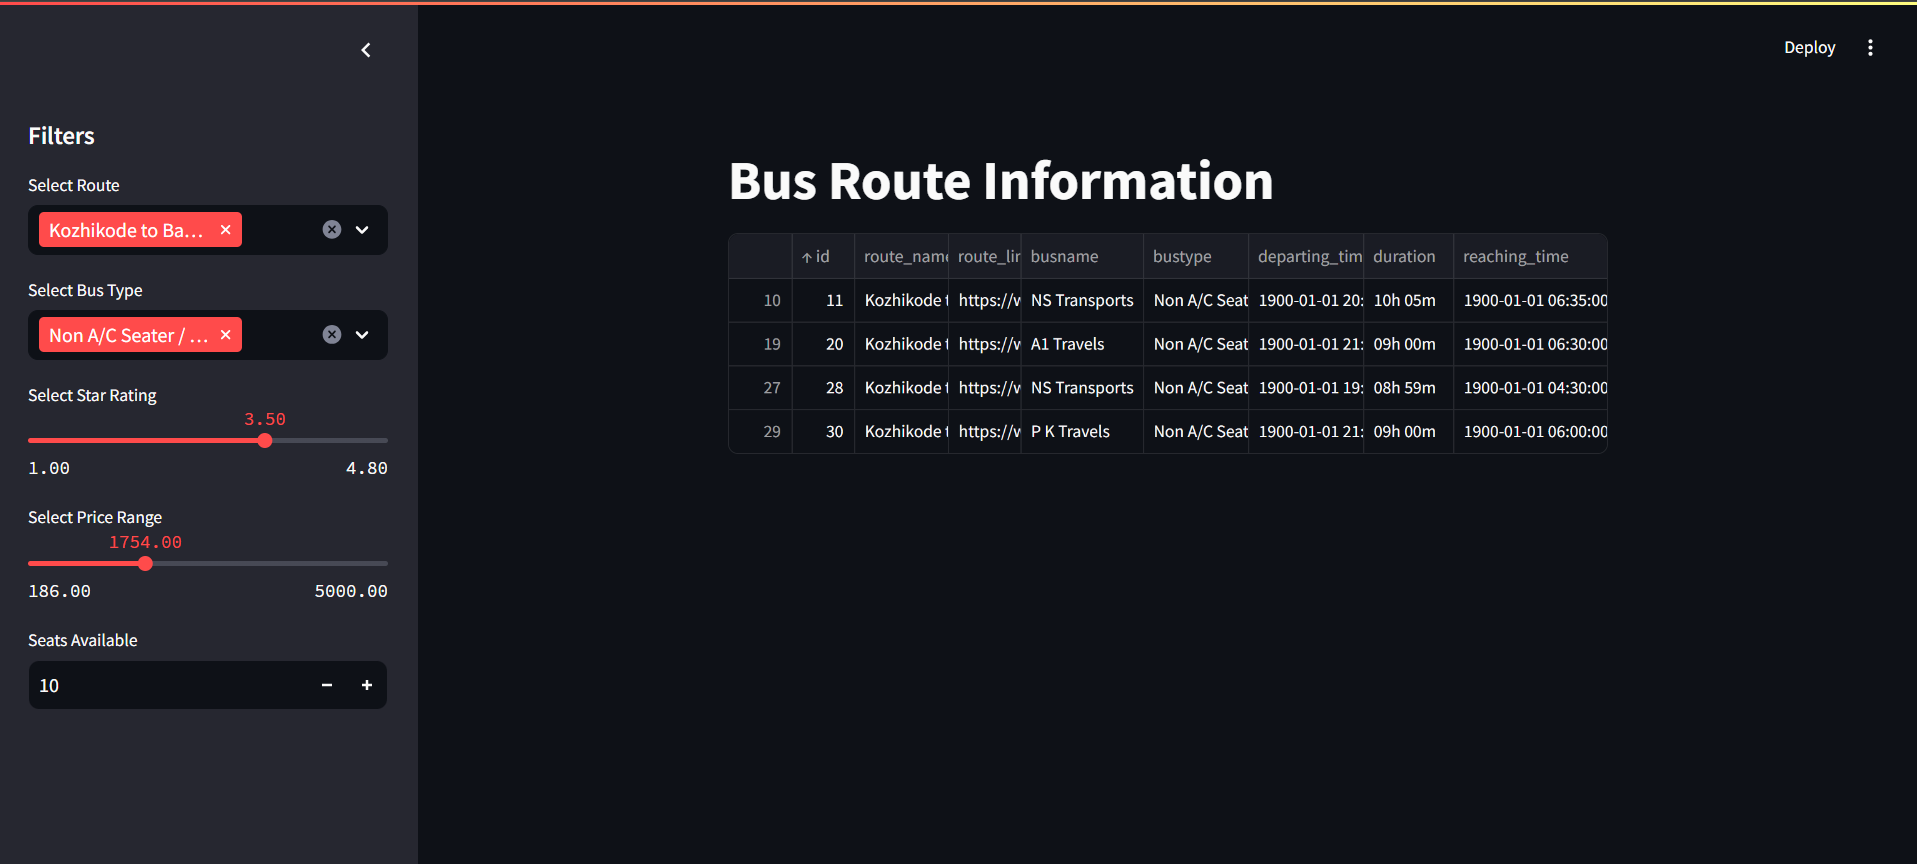 Deploy
Filters
Select Route
Kozhikode to Ba...
Select Bus Type
Non A/C Seater / ...
Select Star Rating
3.50
1.00 4.80
Select Price Range
1754.00
186.00 5000.00
Seats Available
10
Bus Route Information
id route_name route_lin busname bustype departing_tim duration reaching_time
10 11 Kozhikode t https://w NS Transports Non A/C Seat 1900-01-01 20: 10h 05m 1900-01-01 06:35:00
19 20 Kozhikode t https://w A1 Travels Non A/C Seat 1900-01-01 21: 09h 00m 1900-01-01 06:30:00
27 28 Kozhikode t https://w NS Transports Non A/C Seat 1900-01-01 19: 08h 59m 1900-01-01 04:30:00
29 30 Kozhikode t https://w P K Travels Non A/C Seat 1900-01-01 21: 09h 00m 1900-01-01 06:00:00